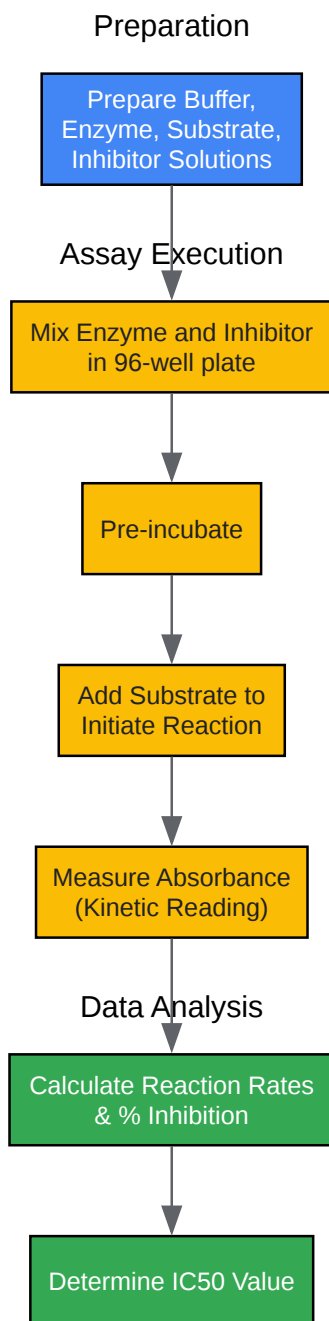 Preparation
Prepare Buffer,
Enzyme, Substrate,
Inhibitor Solutions
Assay Execution
Mix Enzyme and Inhibitor
in 96-well plate
Pre-incubate
Add Substrate to
Initiate Reaction
Measure Absorbance
(Kinetic Reading)
Data Analysis
Calculate Reaction Rates
& % Inhibition
Determine IC50 Value